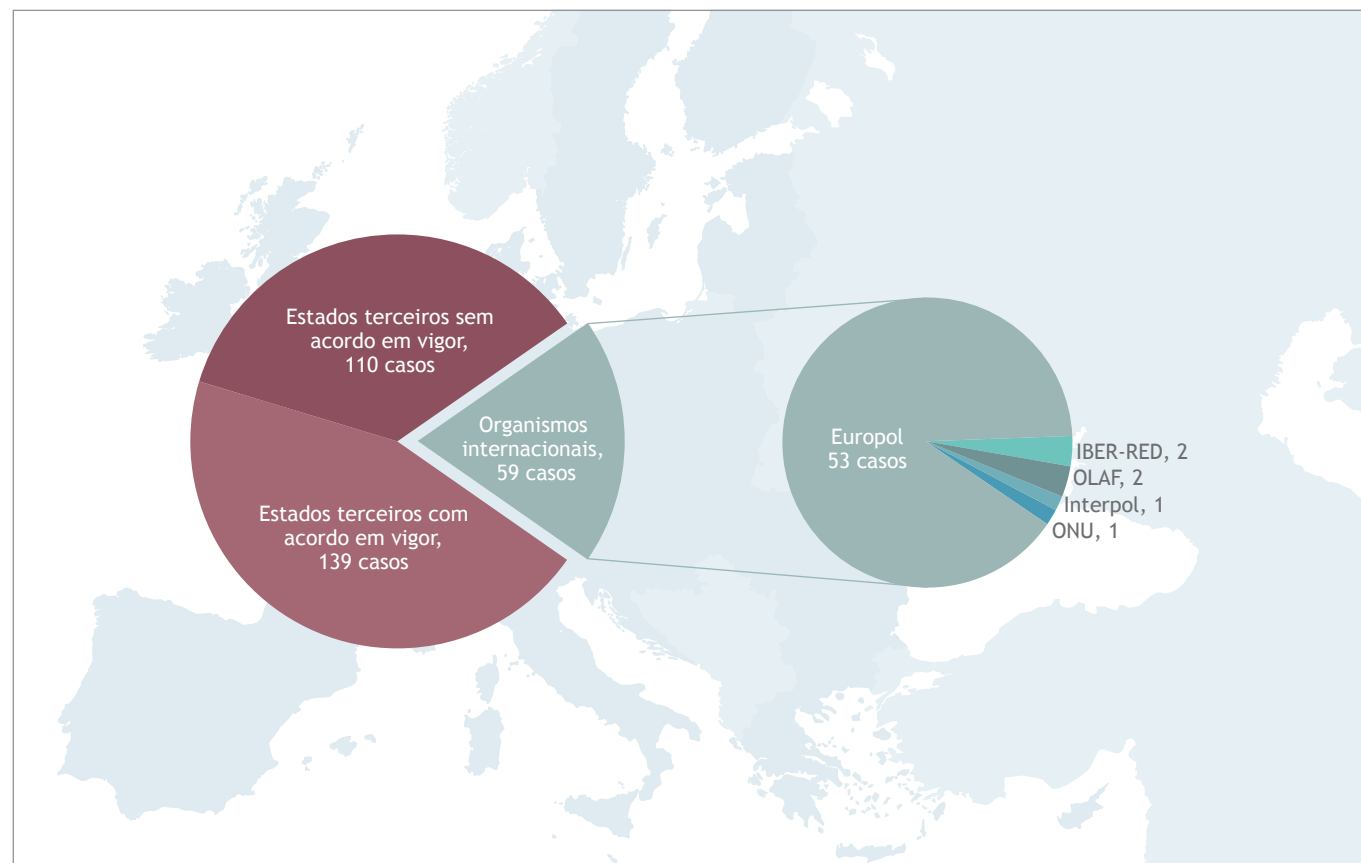 Estados terceiros sem
acordo em vigor,
110 casos
Organismos
internacionais,
59 casos
Estados terceiros com
acordo em vigor,
139 casos
Europol
53 casos
IBER-RED, 2
OLAF, 2
Interpol, 1
ONU, 1